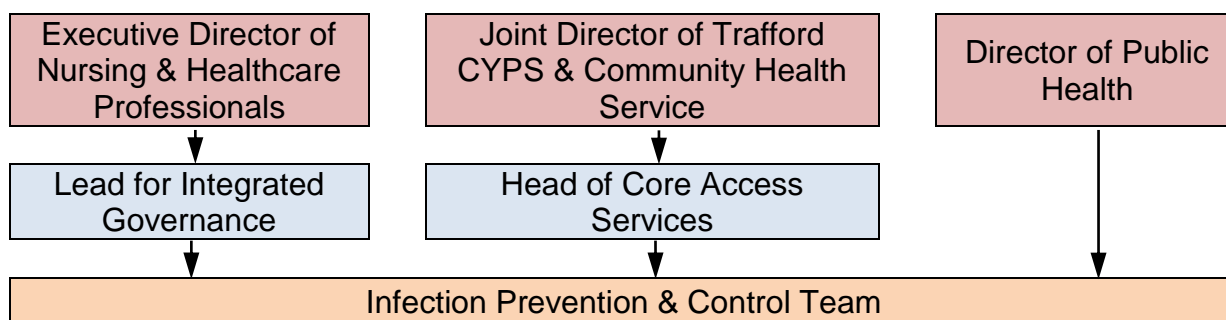 Executive Director of
Nursing & Healthcare
Professionals
Joint Director of Trafford
CYPS & Community Health
Service
Director of Public
Health
Lead for Integrated
Governance
Head of Core Access
Services
Infection Prevention & Control Team